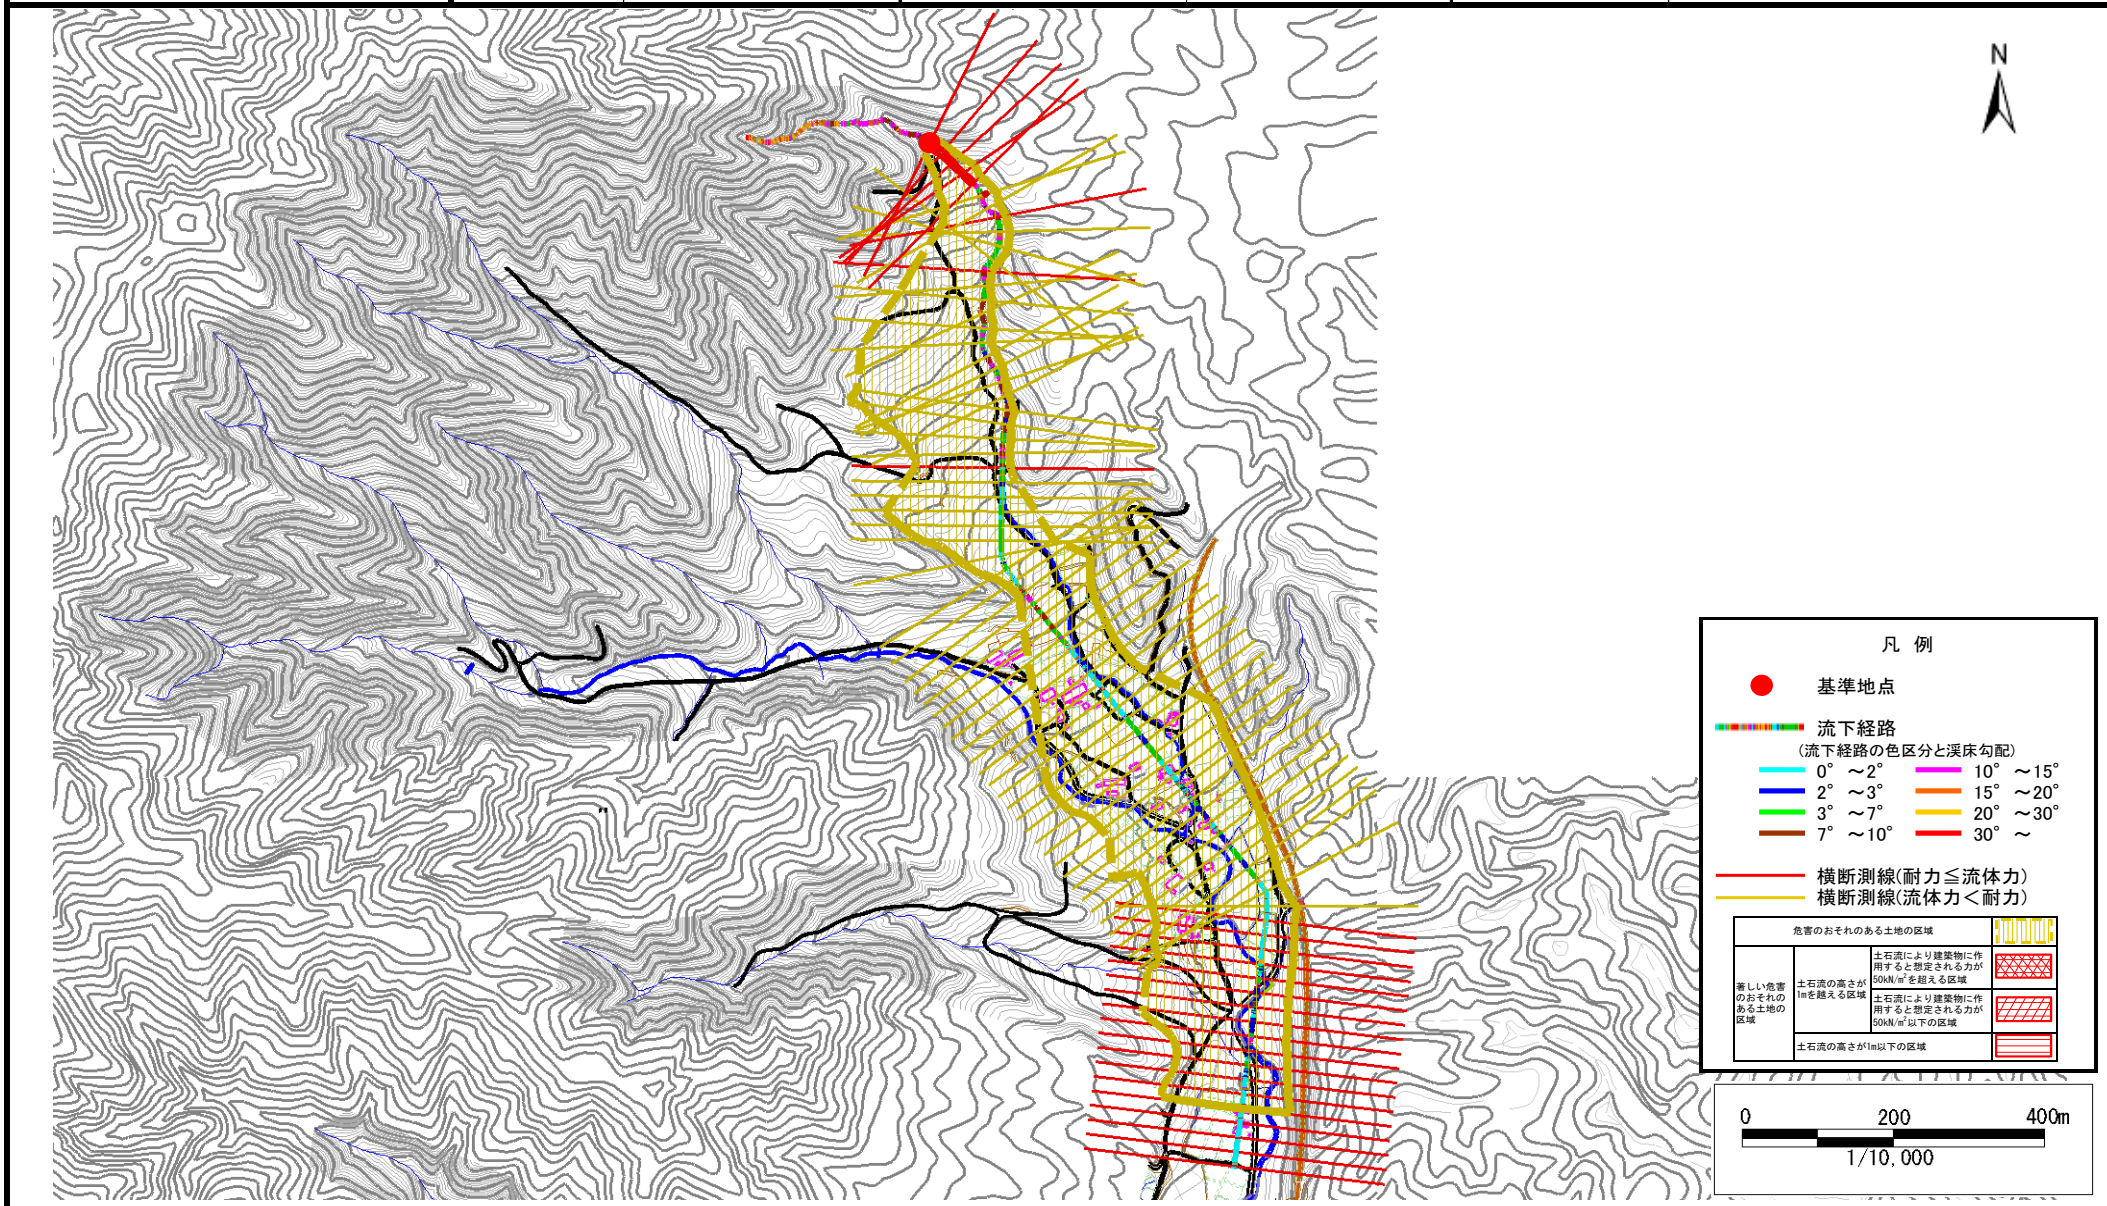 N
凡 例
基準地点
流下経路
(流下経路の色区分と渓床勾配)
0° ～2° 10° ～15°
2° ～3° 15° ～20°
3° ～7° 20° ～30°
7° ～10° 30° ～
横断測線(耐力≦流体力)
横断測線(流体力＜耐力)
危害のおそれのある土地の区域
著しい危害
のおそれの
ある土地の
区域
土石流の高さが
1mを越える区域
土石流により建築物に作
用すると想定される力が
50kN/m²を超える区域
土石流により建築物に作
用すると想定される力が
50kN/m²以下の区域
土石流の高さが1m以下の区域
0 200 400m
1/10,000